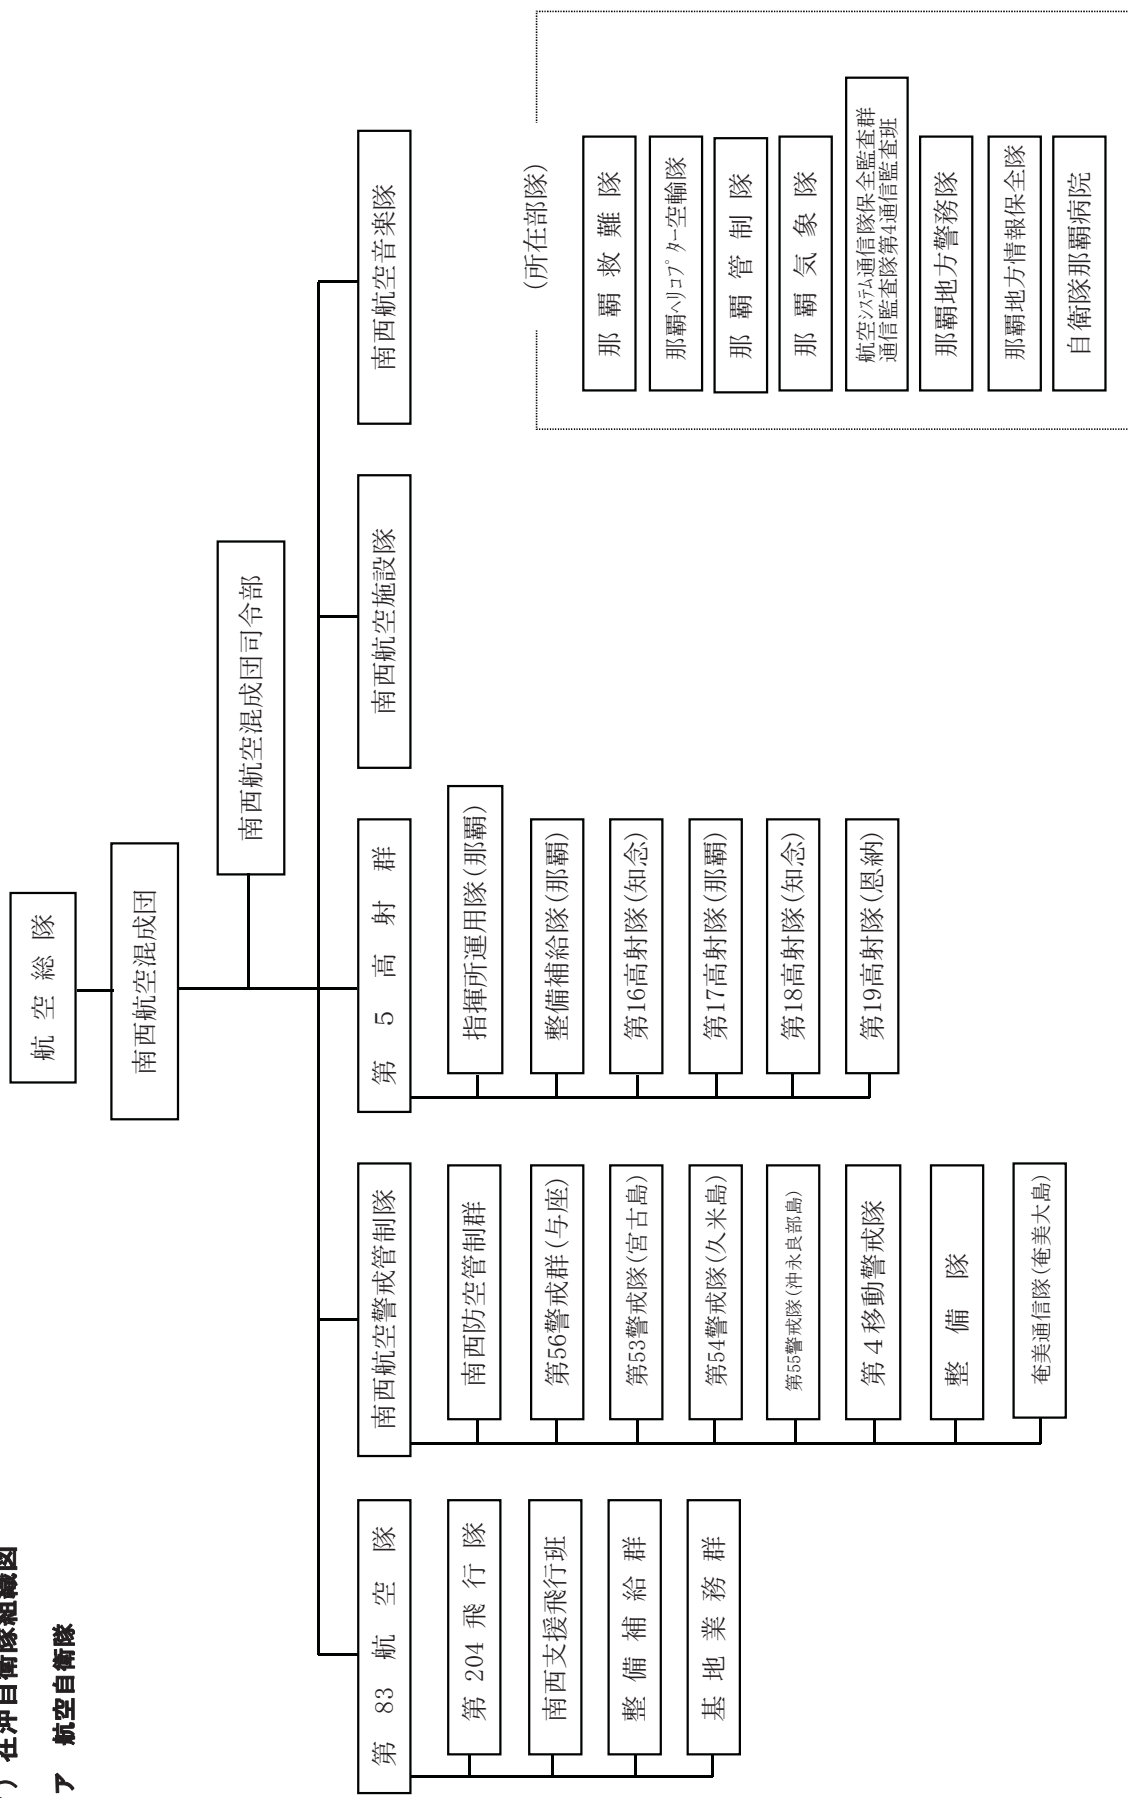 ）在沖自衛隊組織図
ア　航空自衛隊
航空総隊
南西航空混成団
南西航空混成団司令部
第83航空隊
第204飛行隊
南西支援飛行班
整備補給群
基地業務群
南西航空警戒管制隊
南西防空管制群
第56警戒群(与座)
第53警戒隊(宮古島)
第54警戒隊(久米島)
第55警戒隊(沖永良部島)
第4移動警戒隊
整備隊
奄美通信隊(奄美大島)
第5高射群
指揮所運用隊(那覇)
整備補給隊(那覇)
第16高射隊(知念)
第17高射隊(那覇)
第18高射隊(知念)
第19高射隊(恩納)
南西航空施設隊
南西航空音楽隊
(所在部隊)
那覇救難隊
那覇ﾍﾘｺﾌﾟﾀｰ空輸隊
那覇管制隊
那覇気象隊
航空ｼｽﾃﾑ通信隊保全監査群
通信監査隊第4通信監査班
那覇地方警務隊
那覇地方情報保全隊
自衛隊那覇病院